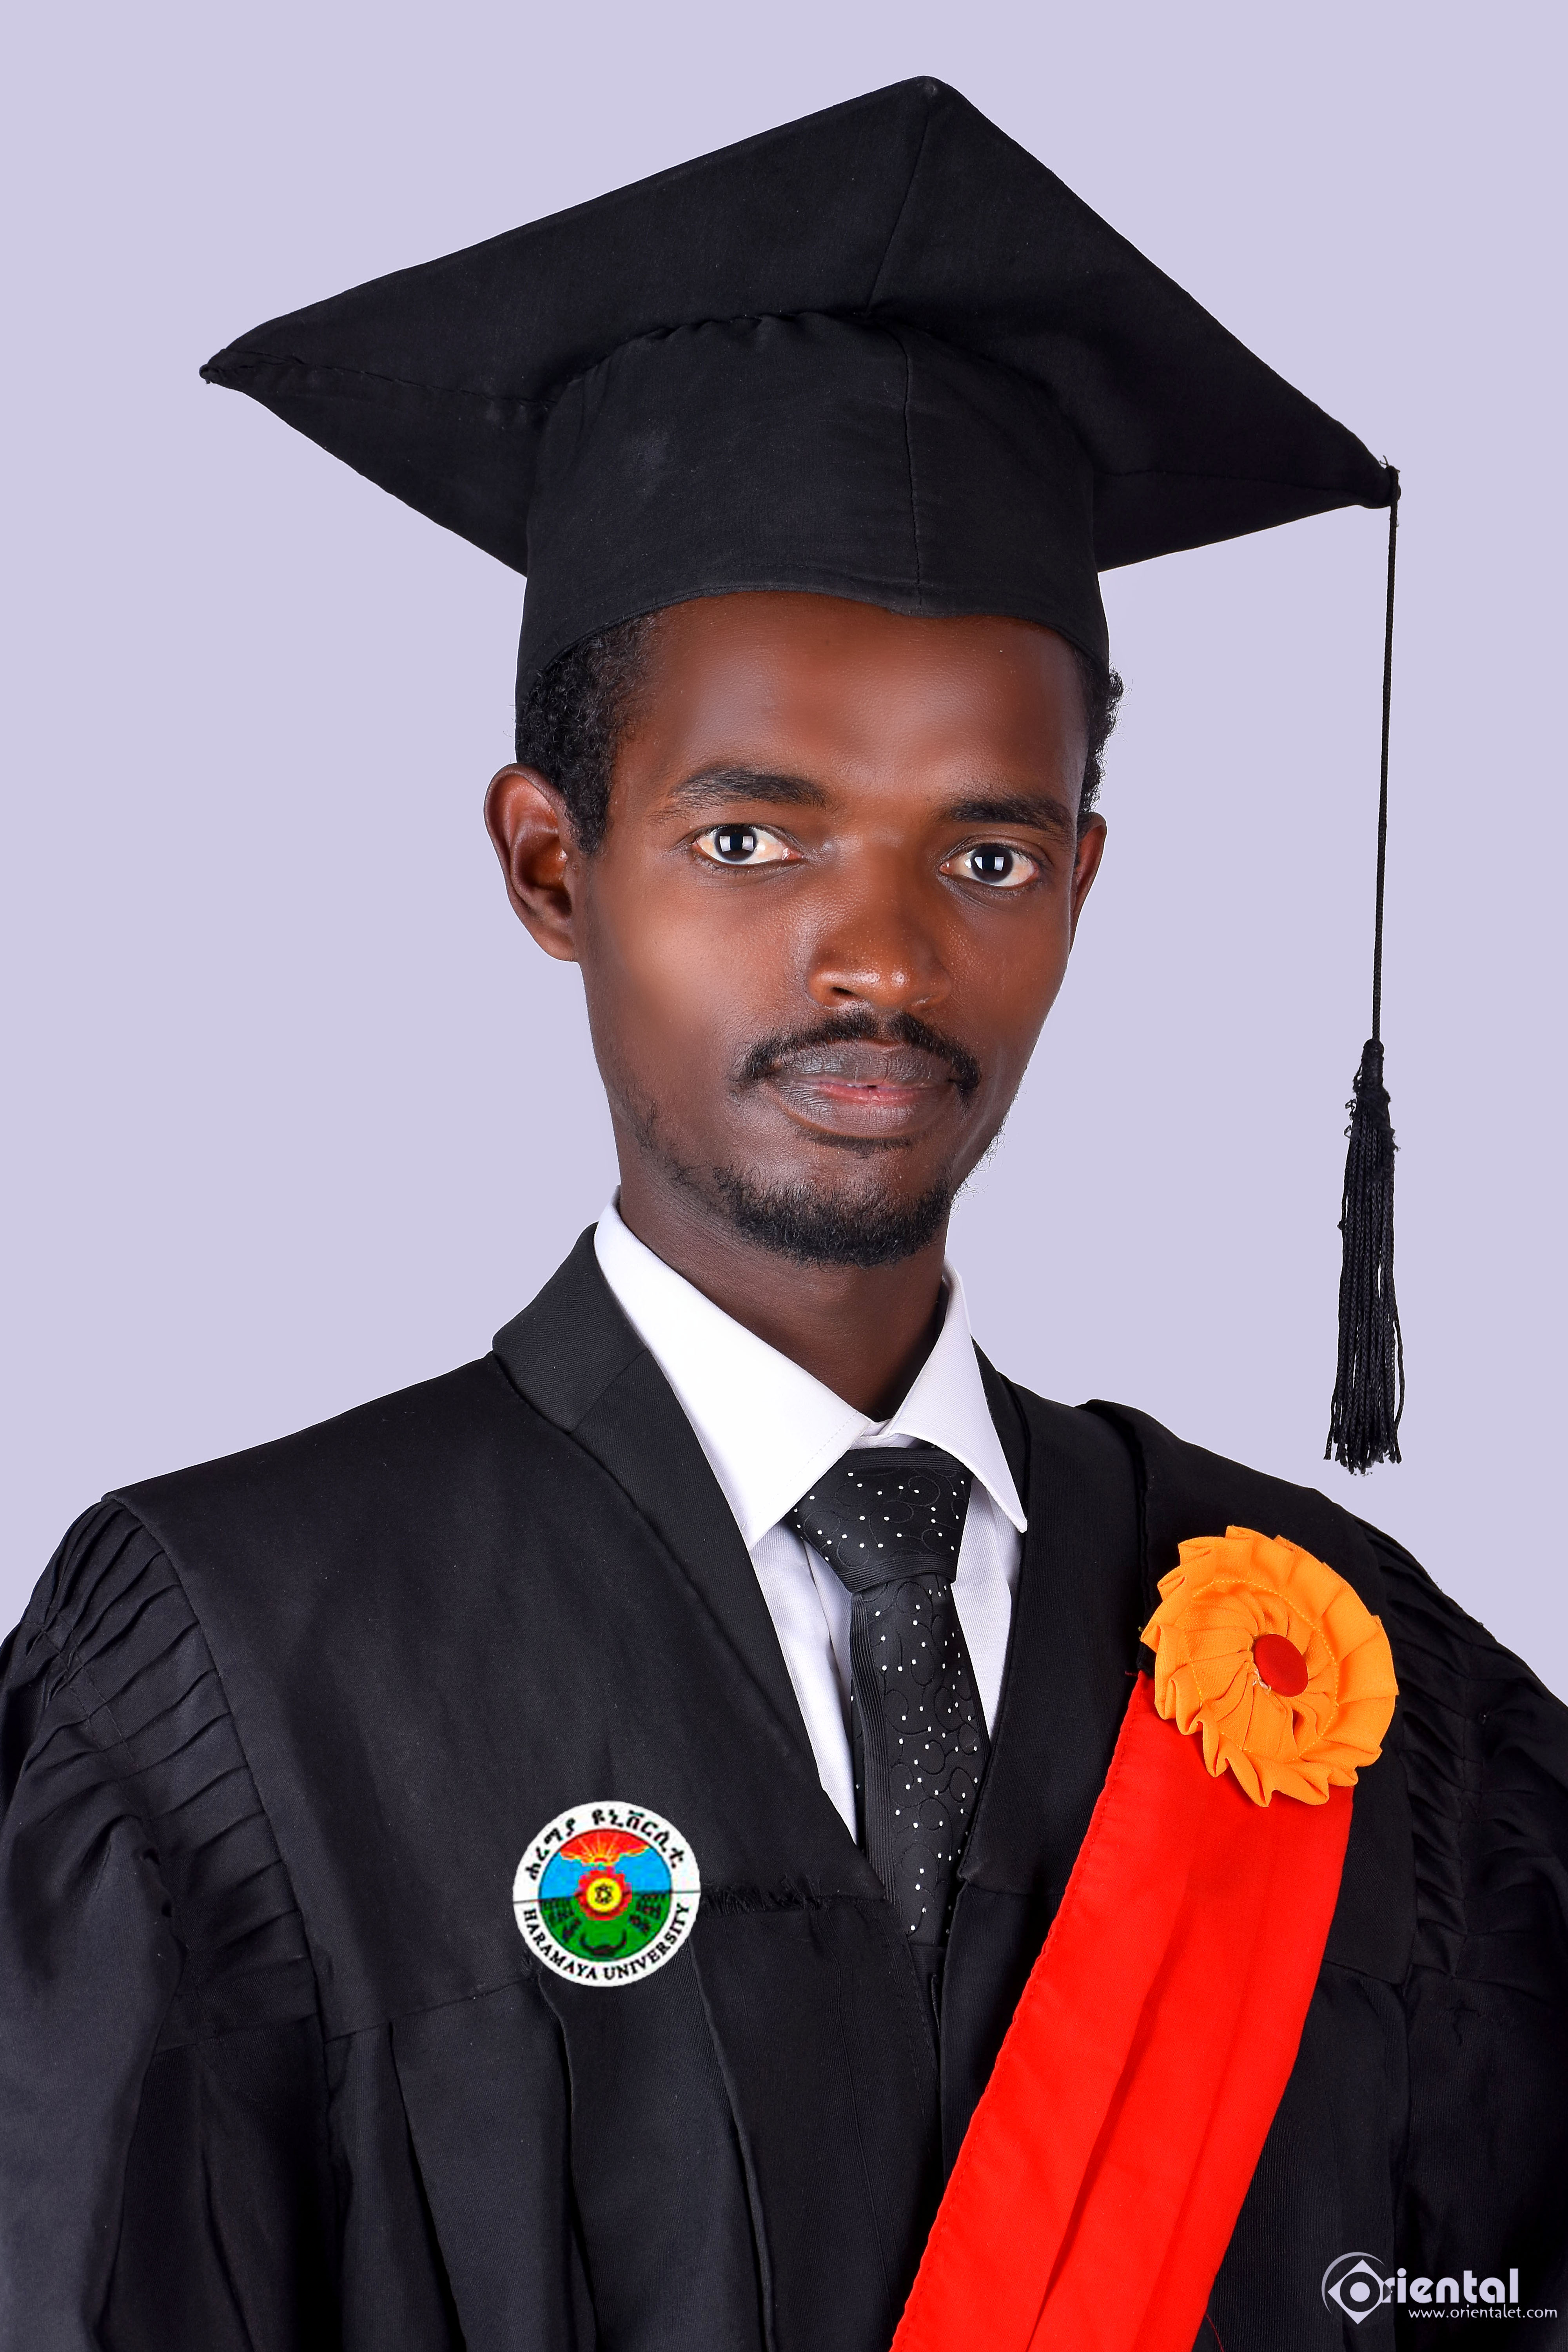 ሐረማያ ዩኒቨርሲቲ
HARAMAYA UNIVERSITY
Oriental
www.orientalet.com